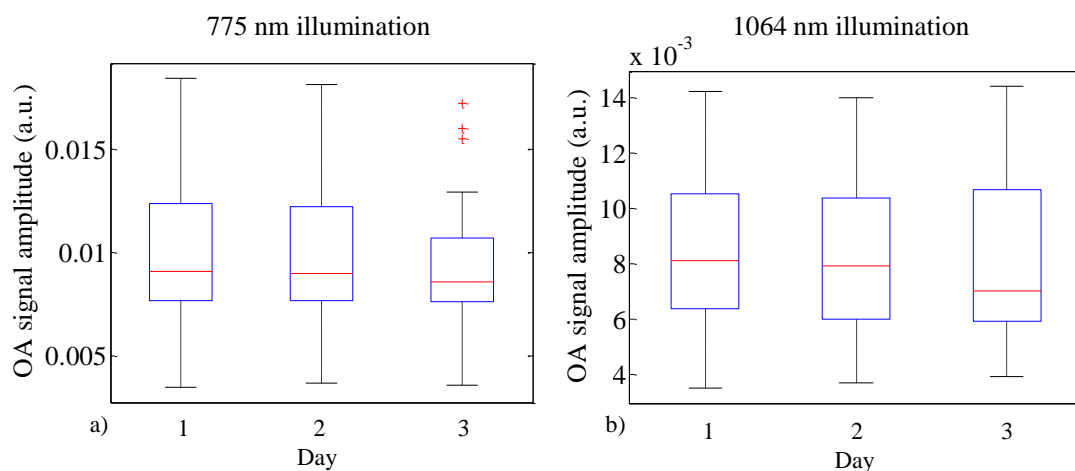 775 nm illumination
OA signal amplitude (a.u.)
0.015
0.01
0.005
1 2 3
Day
a)
1064 nm illumination
x 10⁻³
OA signal amplitude (a.u.)
14
12
10
8
6
4
1 2 3
Day
b)